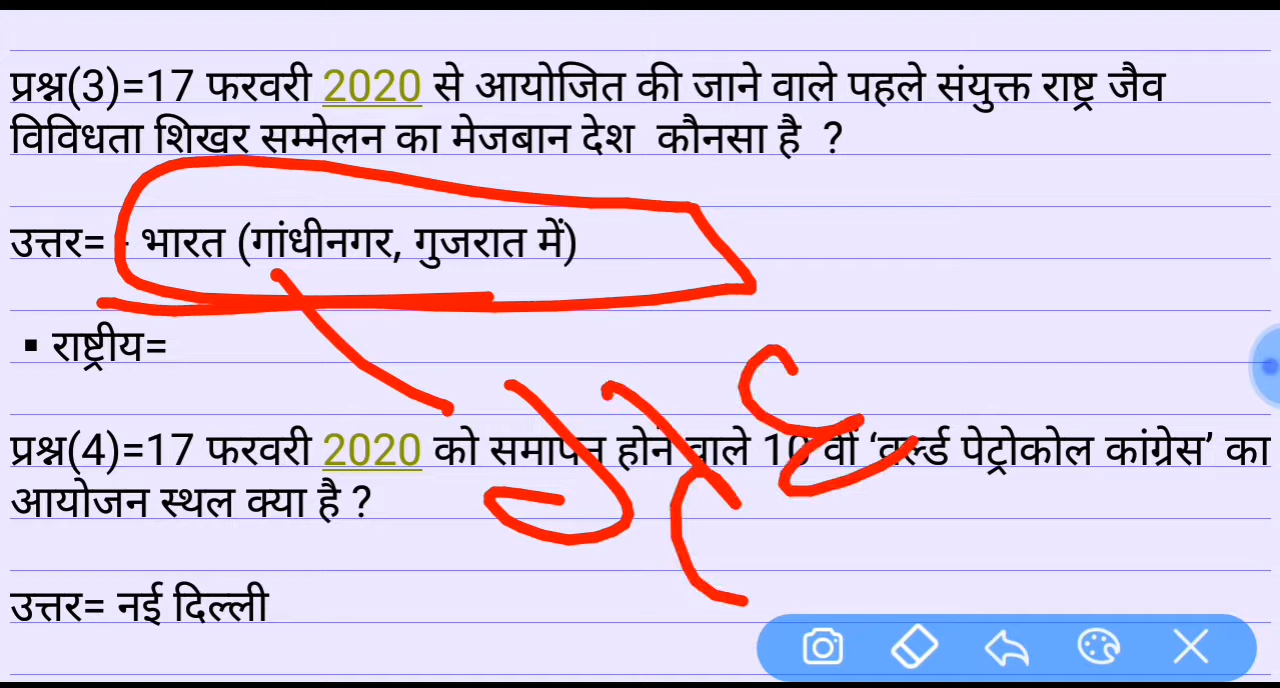 प्रश्न(3)=17 फरवरी 2020 से आयोजित की जाने वाले पहले संयुक्त राष्ट्र जैव
विविधता शिखर सम्मेलन का मेजबान देश कौनसा है ?
उत्तर= - भारत (गांधीनगर, गुजरात में)
▪ राष्ट्रीय=
प्रश्न(4)=17 फरवरी 2020 को समापन होने वाले 10 वीं ‘वर्ल्ड पेट्रोकोल कांग्रेस’ का
आयोजन स्थल क्या है ?
उत्तर= नई दिल्ली